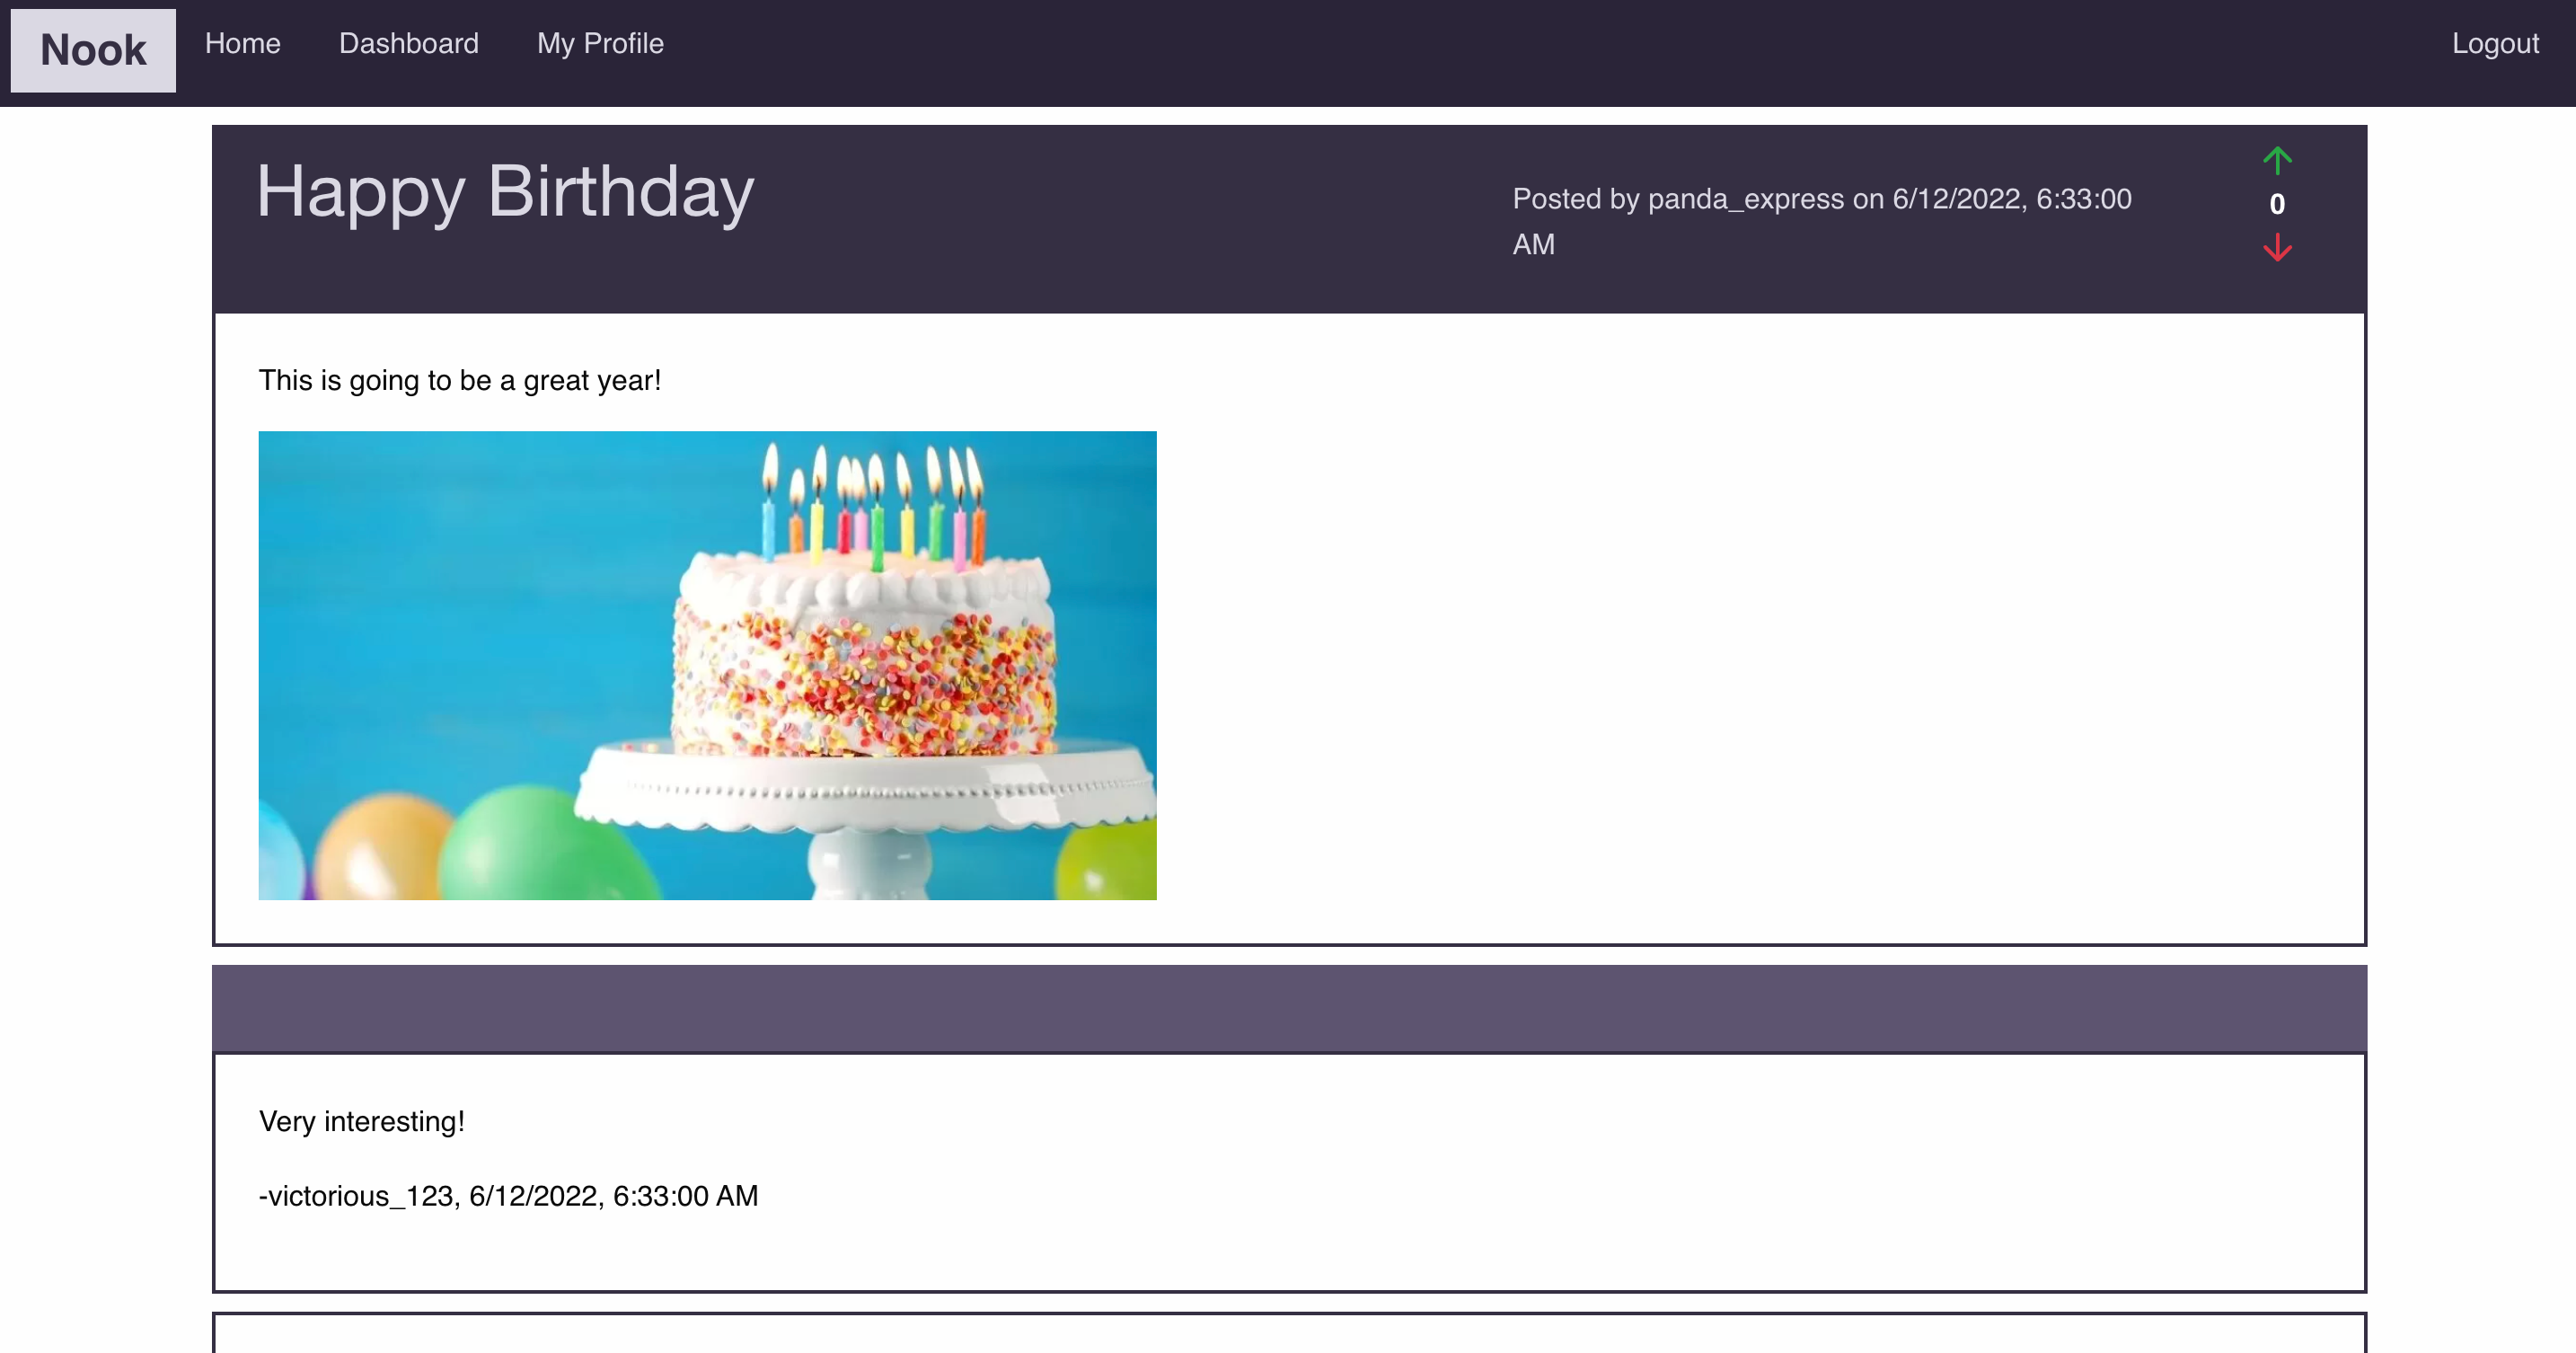 Nook
Home
Dashboard
My Profile
Logout
Happy Birthday
Posted by panda_express on 6/12/2022, 6:33:00
AM
0
This is going to be a great year!
Very interesting!
-victorious_123, 6/12/2022, 6:33:00 AM